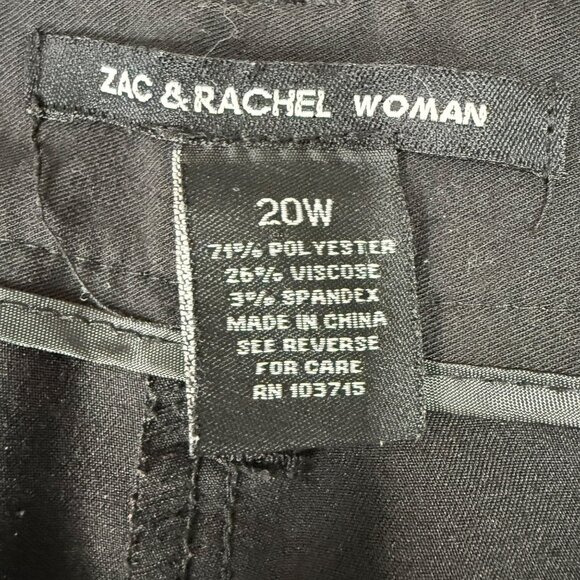 ZAC & RACHEL WOMAN
20W
71% POLYESTER
26% VISCOSE
3% SPANDEX
MADE IN CHINA
SEE REVERSE
FOR CARE
RN 103715